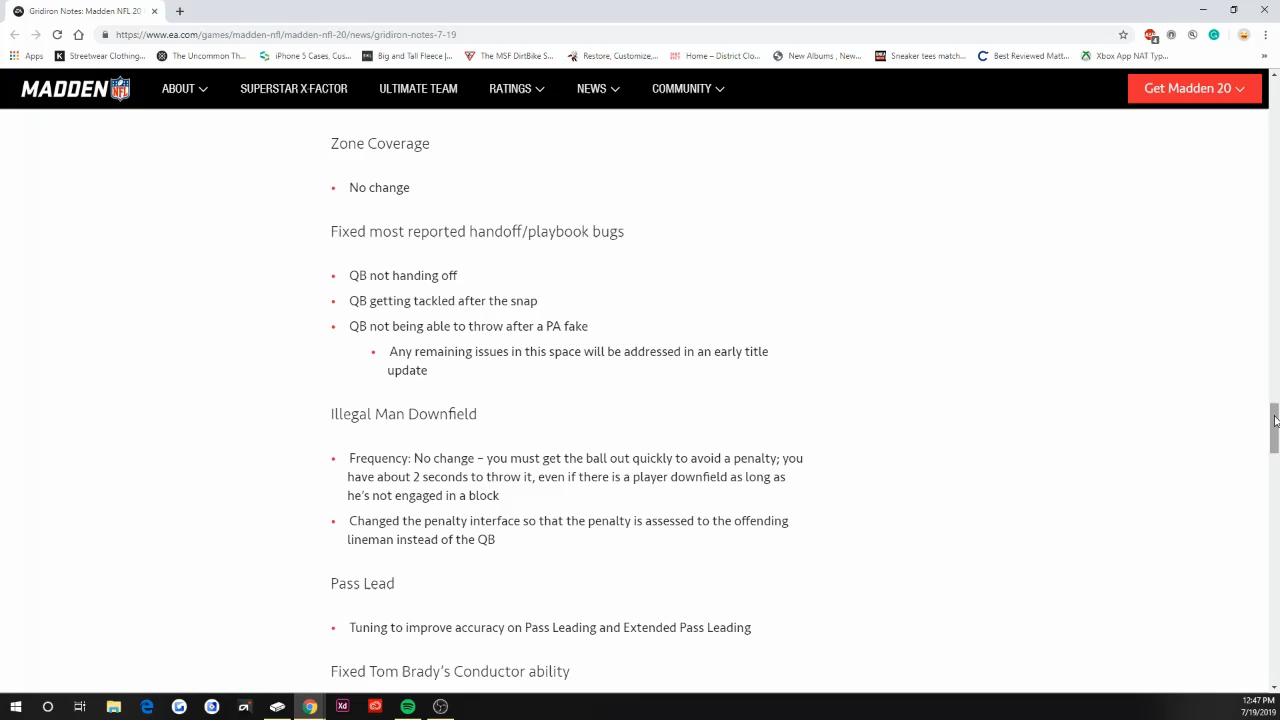 Gridiron Notes: Madden NFL 20
https://www.ea.com/games/madden-nfl/madden-nfl-20/news/gridiron-notes-7-19
Apps
Streetwear Clothing...
The Uncommon Th...
iPhone 5 Cases, Cus...
Big and Tall Fleece |...
The MSF DirtBike S...
Restore, Customize,...
Home – District Clo...
New Albums , New...
Sneaker tees match...
Best Reviewed Matt...
Xbox App NAT Typ...
MADDEN NFL 20
ABOUT
SUPERSTAR X-FACTOR
ULTIMATE TEAM
RATINGS
NEWS
COMMUNITY
Get Madden 20
Zone Coverage
• No change
Fixed most reported handoff/playbook bugs
• QB not handing off
• QB getting tackled after the snap
• QB not being able to throw after a PA fake
• Any remaining issues in this space will be addressed in an early title
update
Illegal Man Downfield
• Frequency: No change – you must get the ball out quickly to avoid a penalty; you
have about 2 seconds to throw it, even if there is a player downfield as long as
he's not engaged in a block
• Changed the penalty interface so that the penalty is assessed to the offending
lineman instead of the QB
Pass Lead
• Tuning to improve accuracy on Pass Leading and Extended Pass Leading
Fixed Tom Brady's Conductor ability
12:47 PM
7/19/2019